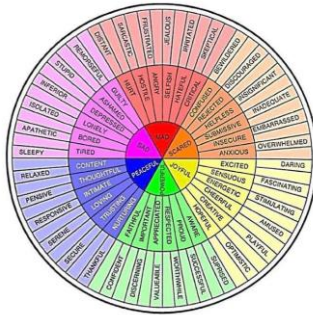 MAD
SCARED
JOYFUL
POWERFUL
PEACEFUL
SAD
HURT
HOSTILE
ANGRY
SELFISH
HATEFUL
CRITICAL
CONFUSED
REJECTED
HELPLESS
SUBMISSIVE
INSECURE
ANXIOUS
EXCITED
SENSUOUS
ENERGETIC
CHEERFUL
CREATIVE
HOPEFUL
AWARE
PROUD
RESPECTED
APPRECIATED
IMPORTANT
FAITHFUL
NURTURING
TRUSTING
LOVING
INTIMATE
THOUGHTFUL
CONTENT
TIRED
BORED
LONELY
DEPRESSED
ASHAMED
GUILTY
DISTANT
SARCASTIC
FRUSTRATED
JEALOUS
IRRITATED
SKEPTICAL
BEWILDERED
DISCOURAGED
INSIGNIFICANT
INADEQUATE
EMBARRASSED
OVERWHELMED
DARING
FASCINATING
STIMULATING
AMUSED
PLAYFUL
OPTIMISTIC
SUPRISED
SUCCESSFUL
WORTHWHILE
VALUEABLE
DISCERNING
CONFIDENT
THANKFUL
SECURE
SERENE
RESPONSIVE
PENSIVE
RELAXED
SLEEPY
APATHETIC
ISOLATED
INFERIOR
STUPID
REMORSEFUL